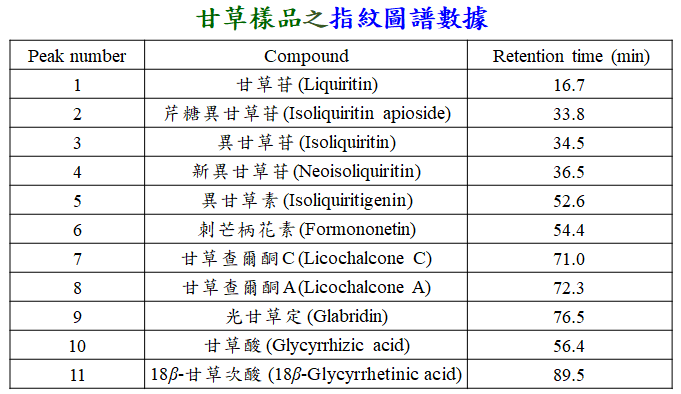 甘草樣品之指紋圖譜數據
Peak number Compound Retention time (min)
1 甘草苷 (Liquiritin) 16.7
2 芹糖異甘草苷 (Isoliquiritin apioside) 33.8
3 異甘草苷 (Isoliquiritin) 34.5
4 新異甘草苷 (Neoisoliquiritin) 36.5
5 異甘草素 (Isoliquiritigenin) 52.6
6 刺芒柄花素 (Formononetin) 54.4
7 甘草查爾酮 C (Licochalcone C) 71.0
8 甘草查爾酮 A (Licochalcone A) 72.3
9 光甘草定 (Glabridin) 76.5
10 甘草酸 (Glycyrrhizic acid) 56.4
11 18β-甘草次酸 (18β-Glycyrrhetinic acid) 89.5